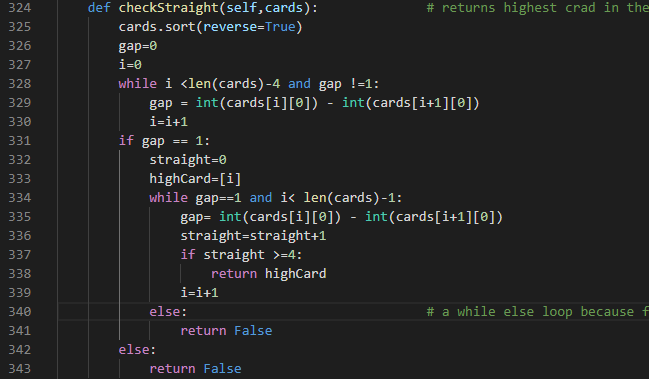 324 def checkStraight(self,cards): # returns highest crad in the
325 cards.sort(reverse=True)
326 gap=0
327 i=0
328 while i <len(cards)-4 and gap !=1:
329 gap = int(cards[i][0]) - int(cards[i+1][0])
330 i=i+1
331 if gap == 1:
332 straight=0
333 highCard=[i]
334 while gap==1 and i< len(cards)-1:
335 gap= int(cards[i][0]) - int(cards[i+1][0])
336 straight=straight+1
337 if straight >=4:
338 return highCard
339 i=i+1
340 else: # a while else loop because f
341 return False
342 else:
343 return False